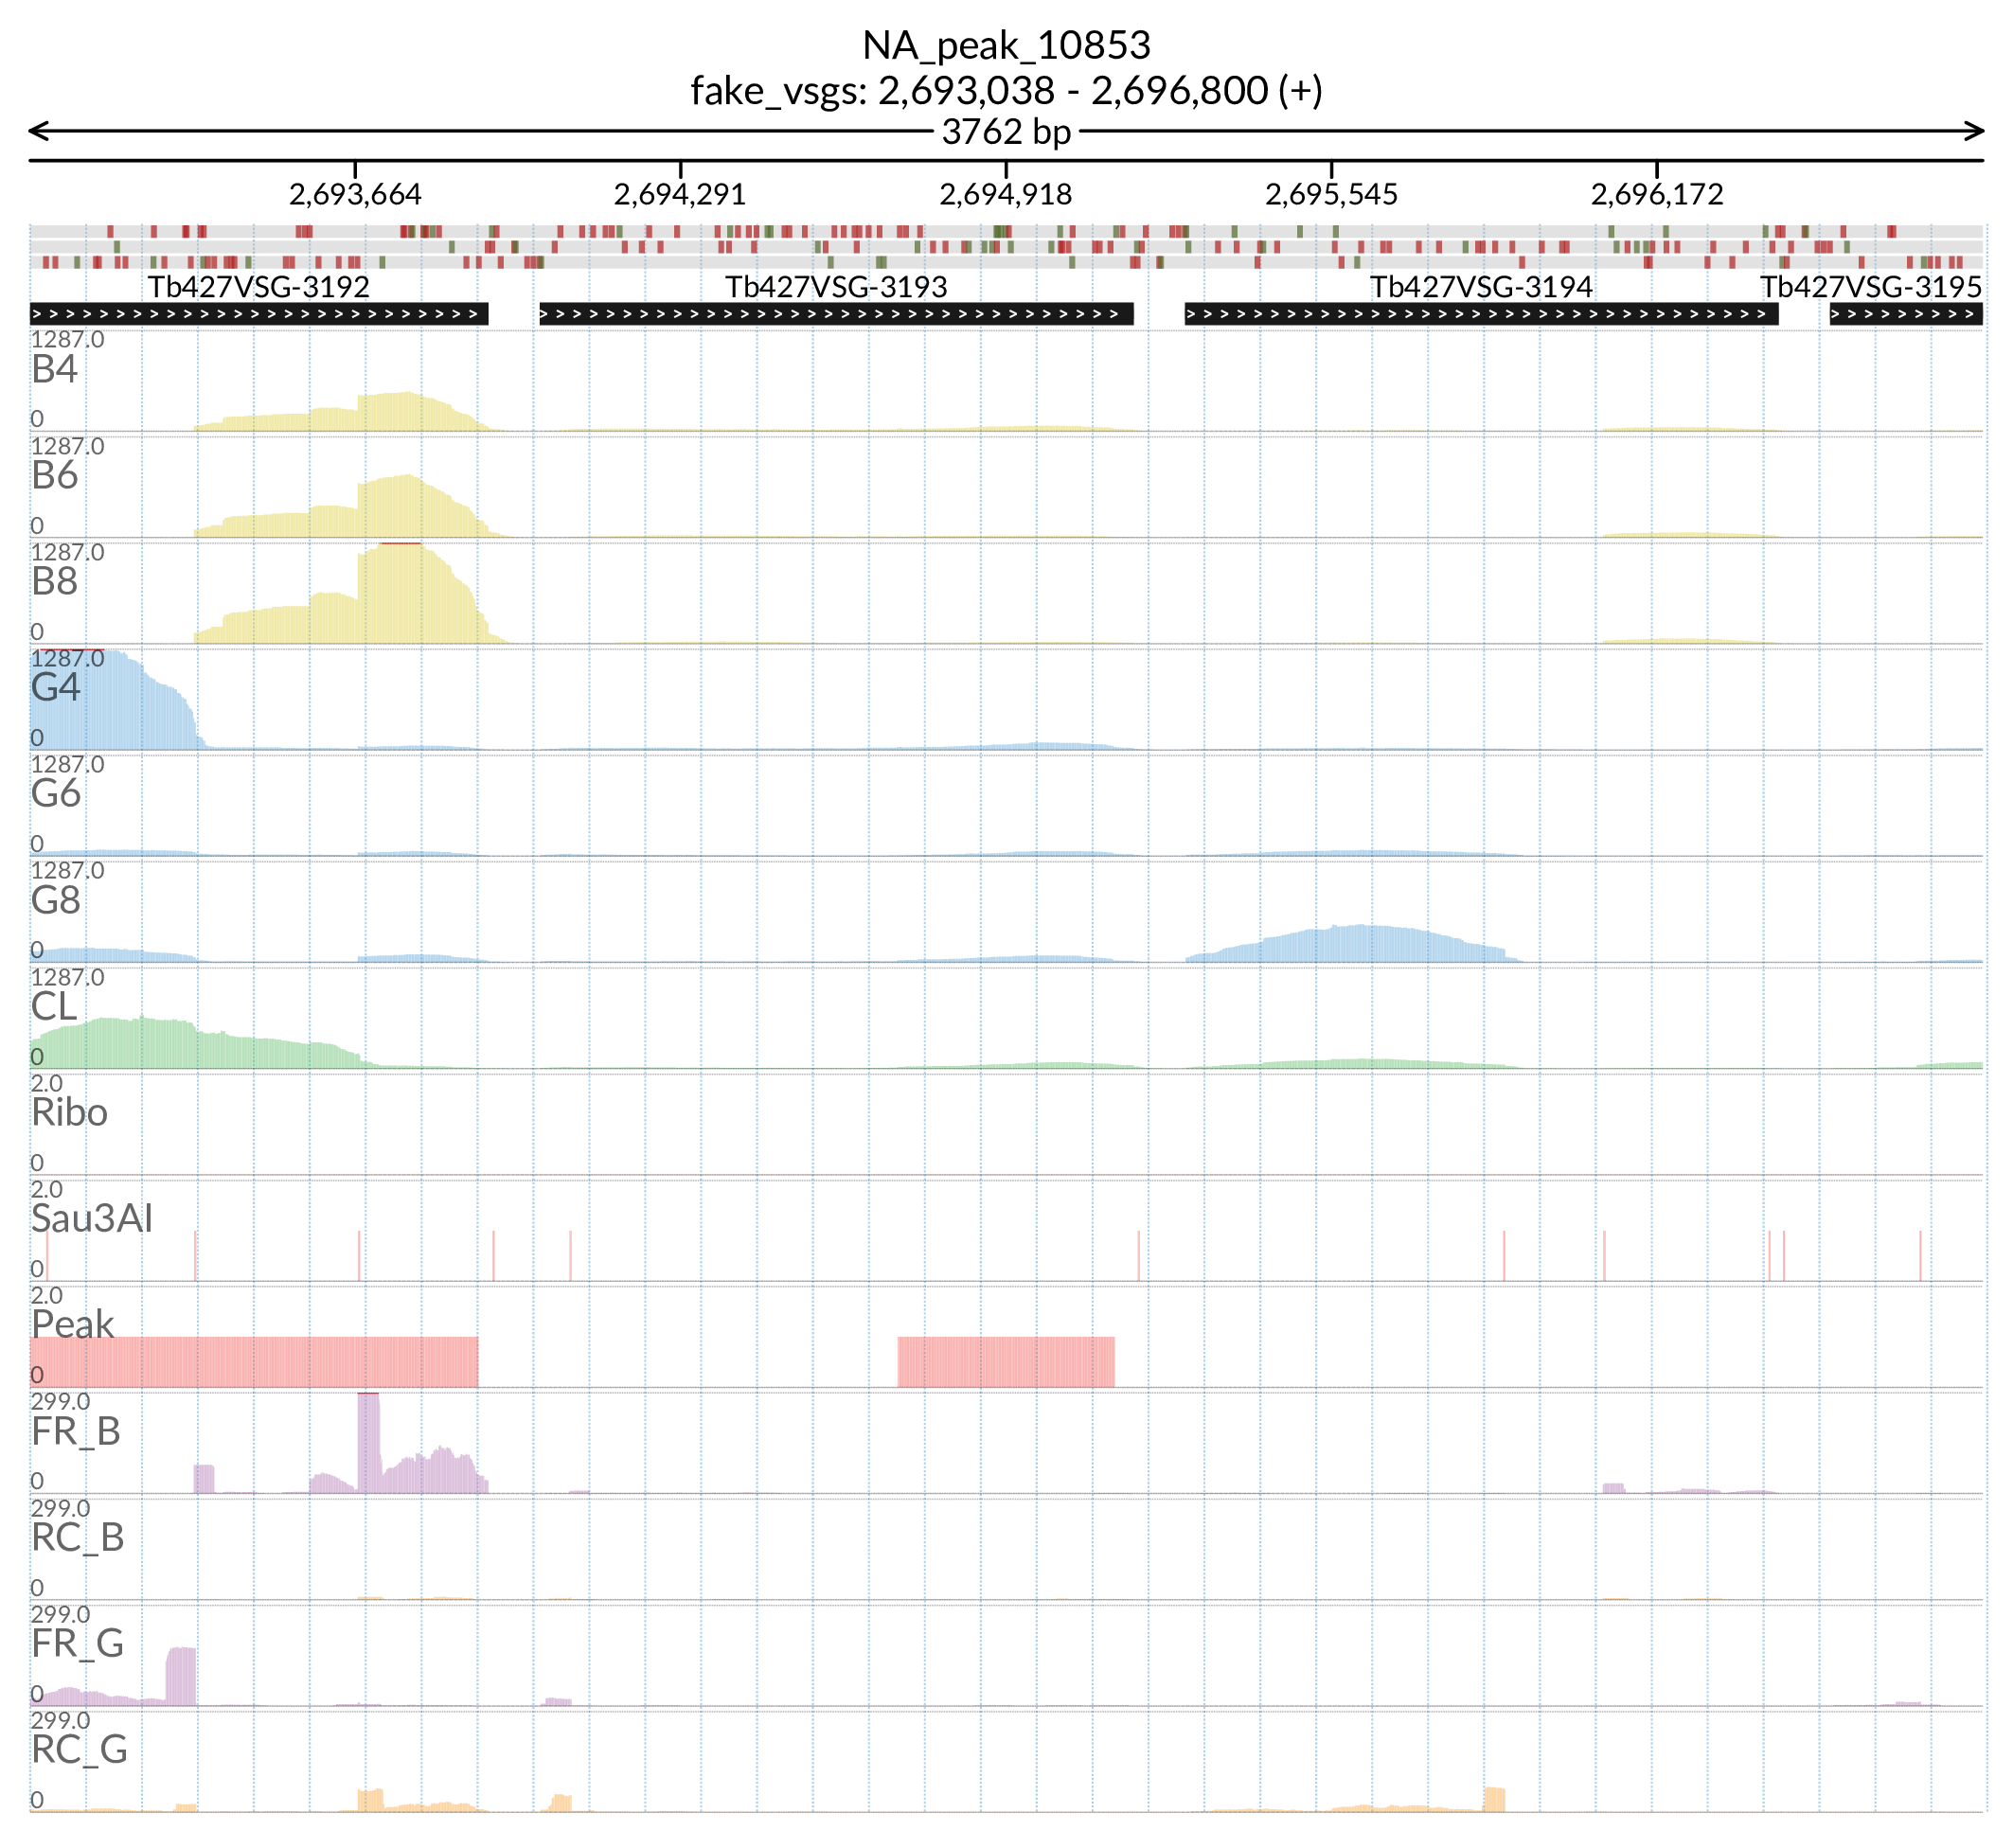 NA_peak_10853
fake_vsgs: 2,693,038 - 2,696,800 (+)
3762 bp
2,693,664 2,694,291 2,694,918 2,695,545 2,696,172
Tb427VSG-3192 Tb427VSG-3193 Tb427VSG-3194 Tb427VSG-3195
1287.0
B4
0
1287.0
B6
0
1287.0
B8
0
1287.0
G4
0
1287.0
G6
0
1287.0
G8
0
1287.0
CL
0
2.0
Ribo
0
2.0
Sau3AI
0
2.0
Peak
0
299.0
FR_B
0
299.0
RC_B
0
299.0
FR_G
0
299.0
RC_G
0